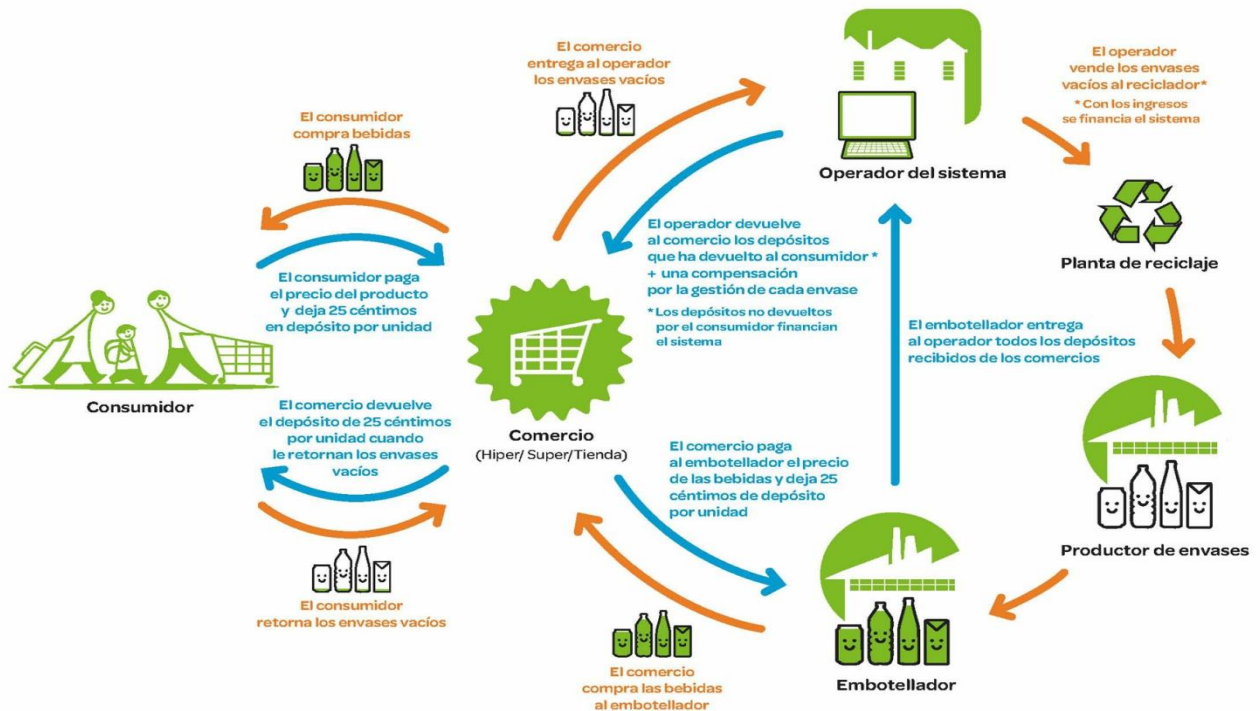 El comercio
entrega al operador
los envases vacíos
El operador
vende los envases
vacíos al reciclador*
* Con los ingresos
se financia el sistema
El consumidor
compra bebidas
Operador del sistema
El consumidor paga
el precio del producto
y deja 25 céntimos
en depósito por unidad
El operador devuelve
al comercio los depósitos
que ha devuelto al consumidor *
+ una compensación
por la gestión de cada envase
* Los depósitos no devueltos
por el consumidor financian
el sistema
Planta de reciclaje
El embotellador entrega
al operador todos los depósitos
recibidos de los comercios
Consumidor
El comercio devuelve
el depósito de 25 céntimos
por unidad cuando
le retornan los envases
vacíos
Comercio
(Hiper/ Super/Tienda)
El comercio paga
al embotellador el precio
de las bebidas y deja 25
céntimos de depósito
por unidad
Productor de envases
El consumidor
retorna los envases vacíos
El comercio
compra las bebidas
al embotellador
Embotellador